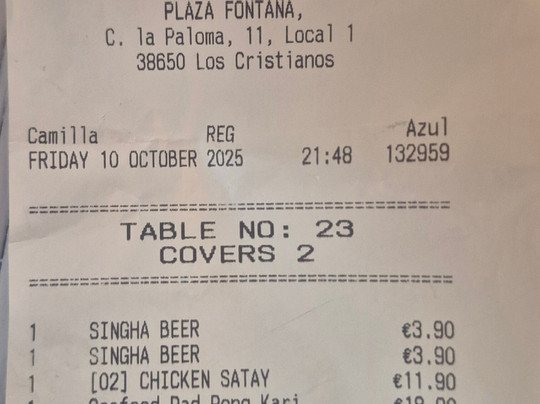 PLAZA FONTANA,
C. la Paloma, 11, Local 1
38650 Los Cristianos
Camilla REG Azul
FRIDAY 10 OCTOBER 2025 21:48 132959
TABLE NO: 23
COVERS 2
1 SINGHA BEER €3.90
1 SINGHA BEER €3.90
1 [02] CHICKEN SATAY €11.90